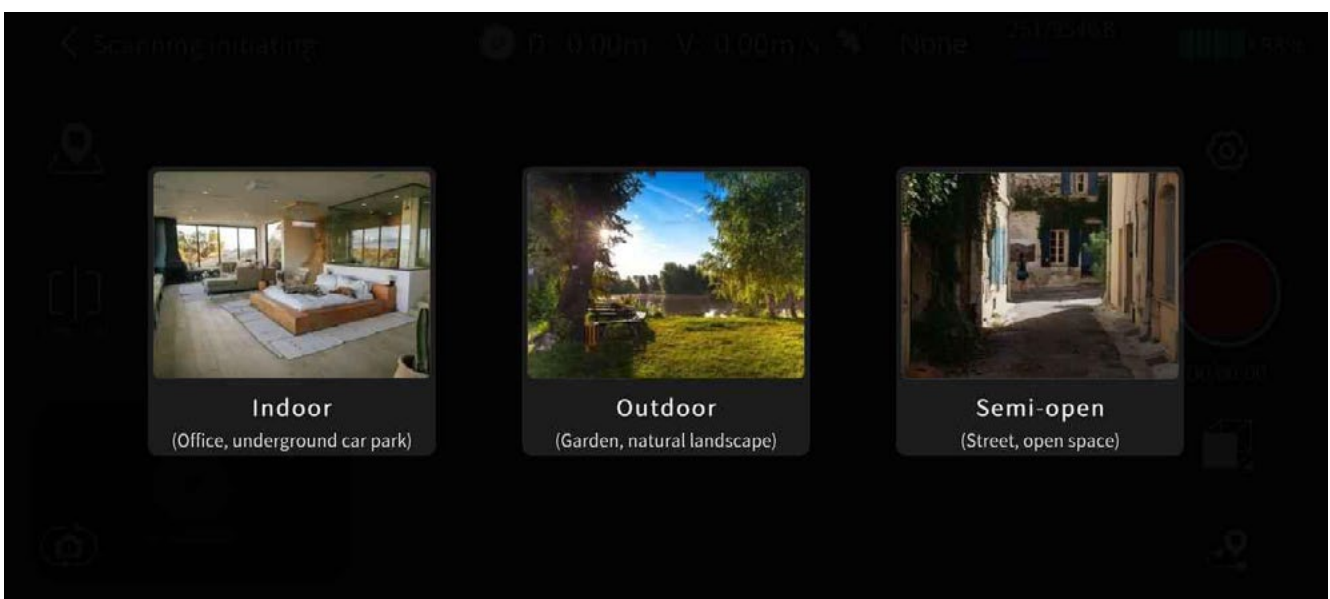 Scanning initiating
D: 0.00m V: 0.00m/s None
Indoor
(Office, underground car park)
Outdoor
(Garden, natural landscape)
Semi-open
(Street, open space)